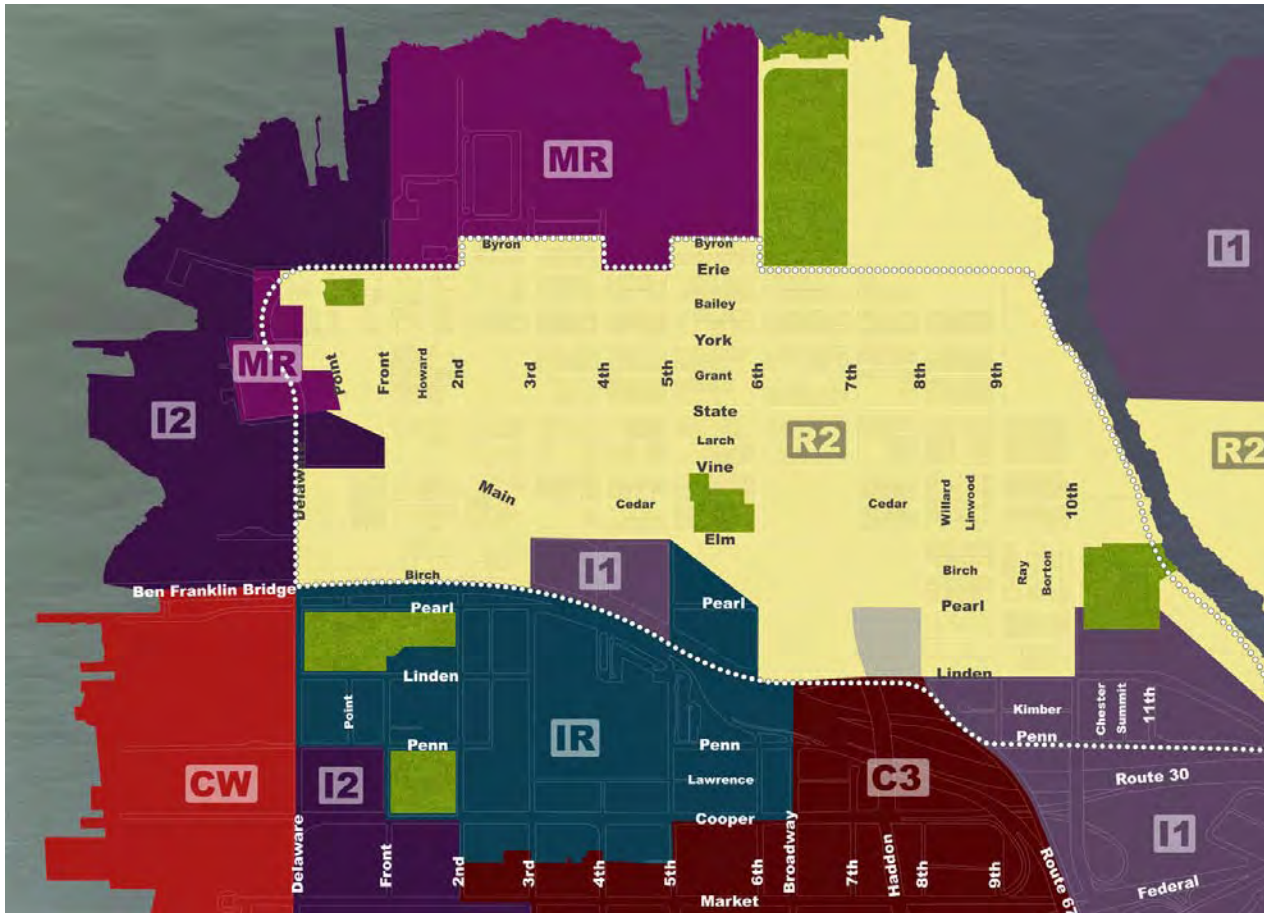 MR
Byron
Byron
Erie
I1
Bailey
York
MR
Point
Front
Howard
2nd
3rd
4th
5th
Grant
6th
7th
8th
9th
State
I2
Larch
R2
R2
Vine
Delaware
Main
Cedar
Cedar
Willard
Linwood
10th
Elm
I1
Birch
Birch
Ray
Borton
Ben Franklin Bridge
Pearl
Pearl
Pearl
Linden
Linden
Point
Kimber
Chester
Summit
11th
Penn
IR
Penn
Penn
CW
I2
Lawrence
C3
Route 30
Cooper
I1
Delaware
Front
2nd
3rd
4th
5th
6th
Broadway
7th
Haddon
8th
9th
Federal
Market